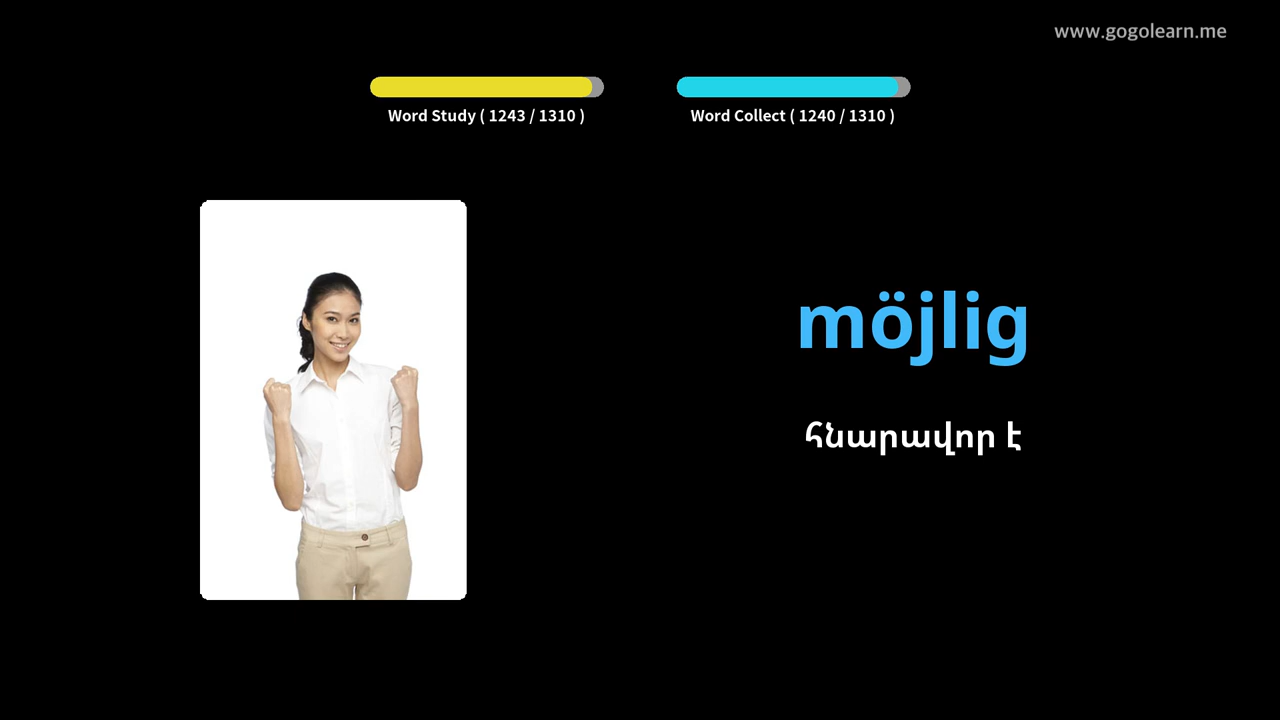 www.gogolearn.me
Word Study ( 1243 / 1310 )
Word Collect ( 1240 / 1310 )
möjlig
հնարավոր է